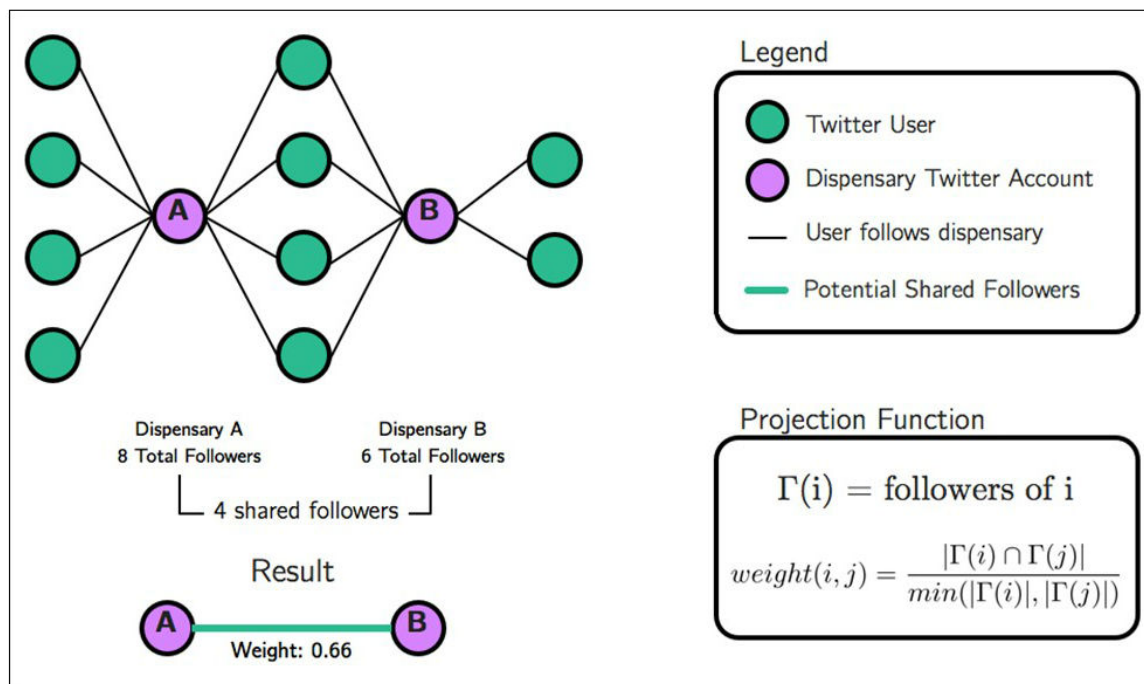 A
B
Dispensary A
8 Total Followers
Dispensary B
6 Total Followers
4 shared followers
Result
A
B
Weight: 0.66
Legend
Twitter User
Dispensary Twitter Account
User follows dispensary
Potential Shared Followers
Projection Function
Γ(i) = followers of i
weight(i, j) = |Γ(i) ∩ Γ(j)| / min(|Γ(i)|, |Γ(j)|)